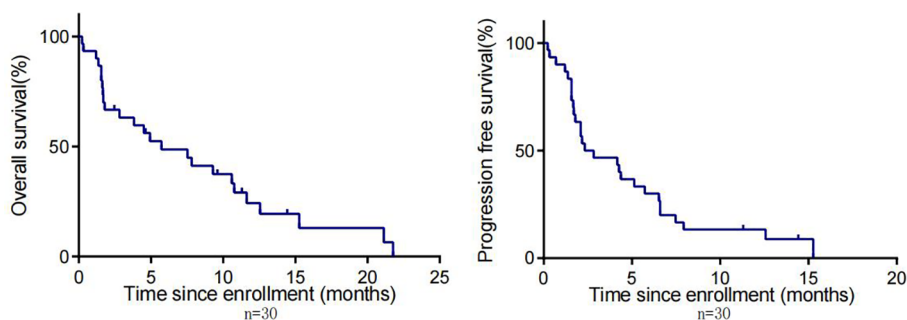 Overall survival(%)
100
50
0
0 5 10 15 20 25
Time since enrollment (months)
n=30
Progression free survival(%)
100
50
0
0 5 10 15 20
Time since enrollment (months)
n=30